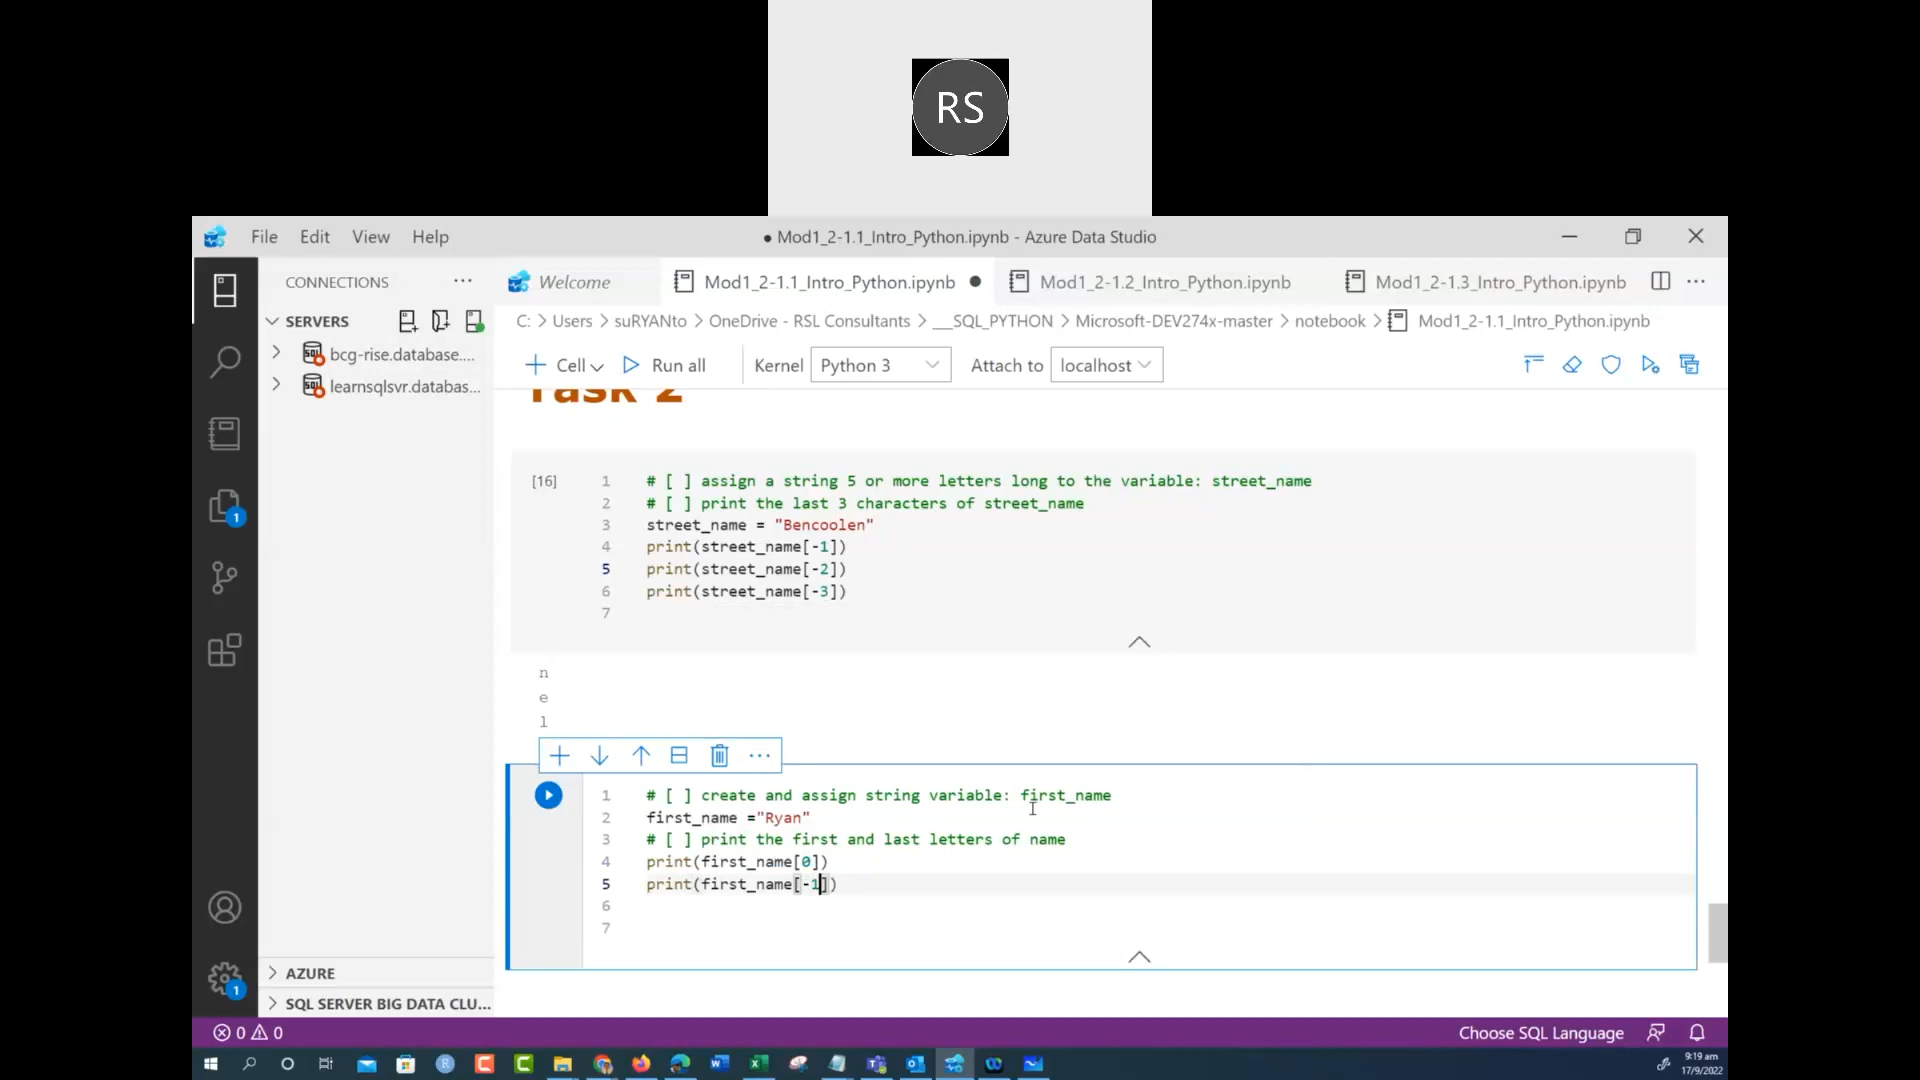 RS
File Edit View Help
● Mod1_2-1.1_Intro_Python.ipynb - Azure Data Studio
CONNECTIONS
Welcome
Mod1_2-1.1_Intro_Python.ipynb
Mod1_2-1.2_Intro_Python.ipynb
Mod1_2-1.3_Intro_Python.ipynb
SERVERS
C: > Users > suRYANto > OneDrive - RSL Consultants > __SQL_PYTHON > Microsoft-DEV274x-master > notebook > Mod1_2-1.1_Intro_Python.ipynb
bcg-rise.database....
learnsqlsvr.databas...
Cell Run all Kernel Python 3 Attach to localhost
Task 2
[16]
1 # [ ] assign a string 5 or more letters long to the variable: street_name
2 # [ ] print the last 3 characters of street_name
3 street_name = "Bencoolen"
4 print(street_name[-1])
5 print(street_name[-2])
6 print(street_name[-3])
7
n
e
l
1 # [ ] create and assign string variable: first_name
2 first_name ="Ryan"
3 # [ ] print the first and last letters of name
4 print(first_name[0])
5 print(first_name[-1])
6
7
1
1
AZURE
SQL SERVER BIG DATA CLU...
0 0
Choose SQL Language
9:19 am
17/9/2022